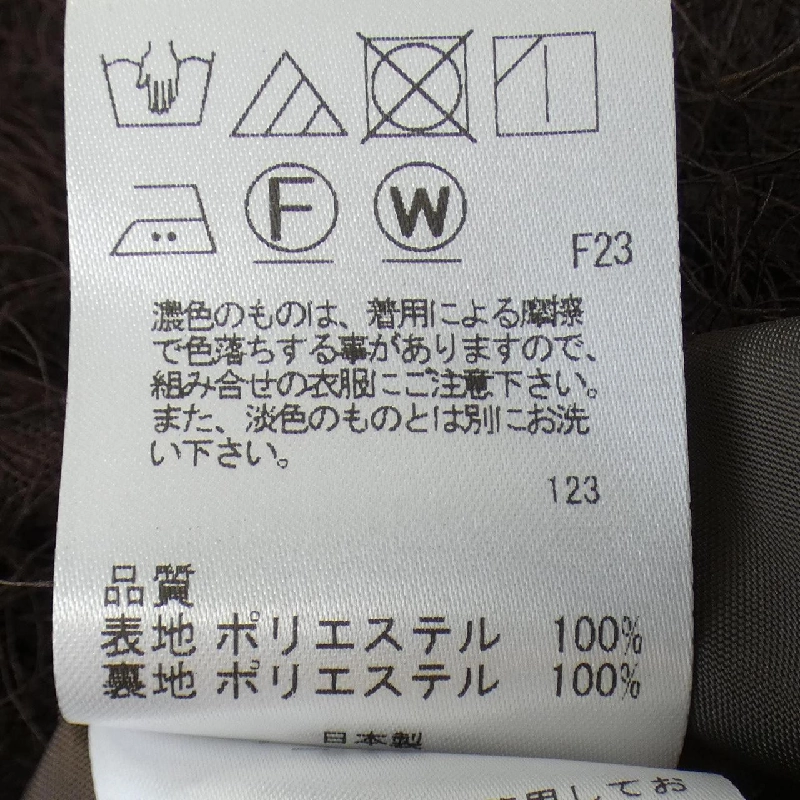 F
W
F23
濃色のものは、着用による摩擦
で色落ちする事がありますので、
組み合せの衣服にご注意下さい。
また、淡色のものとは別にお洗
い下さい。
123
品質
表地 ポリエステル 100%
裏地 ポリエステル 100%
日本製
用してお